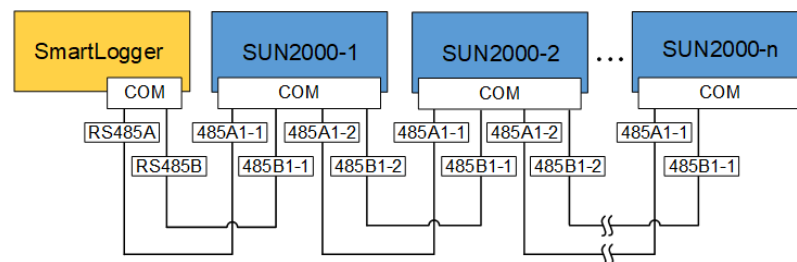 SmartLogger SUN2000-1 SUN2000-2 ... SUN2000-n
COM COM COM COM
RS485A 485A1-1 485A1-2 485A1-1 485A1-2 485A1-1
RS485B 485B1-1 485B1-2 485B1-1 485B1-2 485B1-1